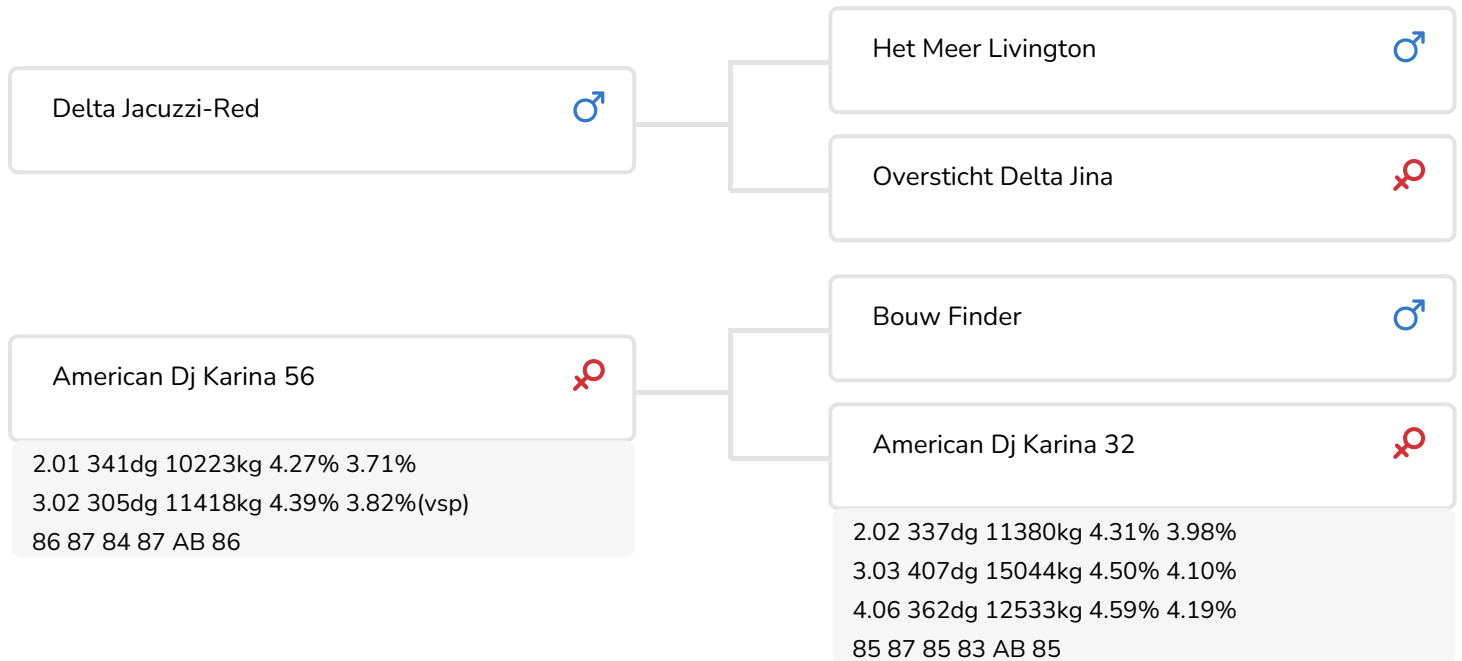 Delta Jacuzzi-Red
Het Meer Livington
Oversticht Delta Jina
American Dj Karina 56
2.01 341dg 10223kg 4.27% 3.71%
3.02 305dg 11418kg 4.39% 3.82%(vsp)
86 87 84 87 AB 86
Bouw Finder
American Dj Karina 32
2.02 337dg 11380kg 4.31% 3.98%
3.03 407dg 15044kg 4.50% 4.10%
4.06 362dg 12533kg 4.59% 4.19%
85 87 85 83 AB 85